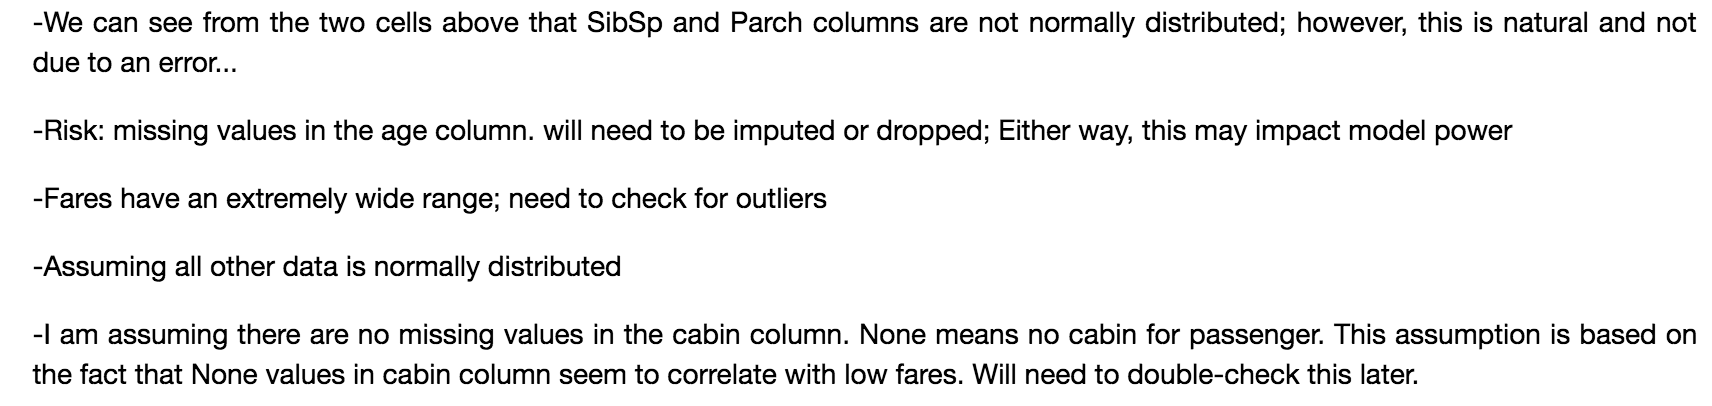 -We can see from the two cells above that SibSp and Parch columns are not normally distributed; however, this is natural and not
due to an error...
-Risk: missing values in the age column. will need to be imputed or dropped; Either way, this may impact model power
-Fares have an extremely wide range; need to check for outliers
-Assuming all other data is normally distributed
-I am assuming there are no missing values in the cabin column. None means no cabin for passenger. This assumption is based on
the fact that None values in cabin column seem to correlate with low fares. Will need to double-check this later.